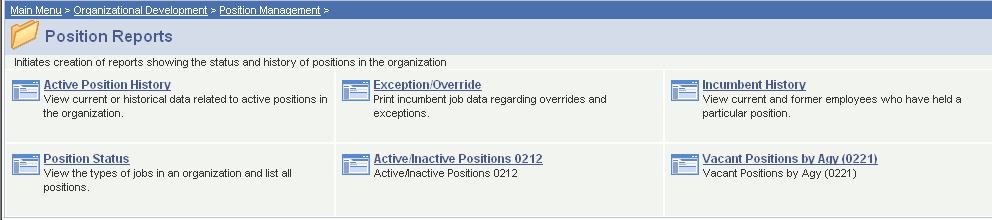 Main Menu > Organizational Development > Position Management >
Position Reports
Initiates creation of reports showing the status and history of positions in the organization
Active Position History
View current or historical data related to active positions in
the organization.
Exception/Override
Print incumbent job data regarding overrides and
exceptions.
Incumbent History
View current and former employees who have held a
particular position.
Position Status
View the types of jobs in an organization and list all
positions.
Active/Inactive Positions 0212
Active/Inactive Positions 0212
Vacant Positions by Agy (0221)
Vacant Positions by Agy (0221)